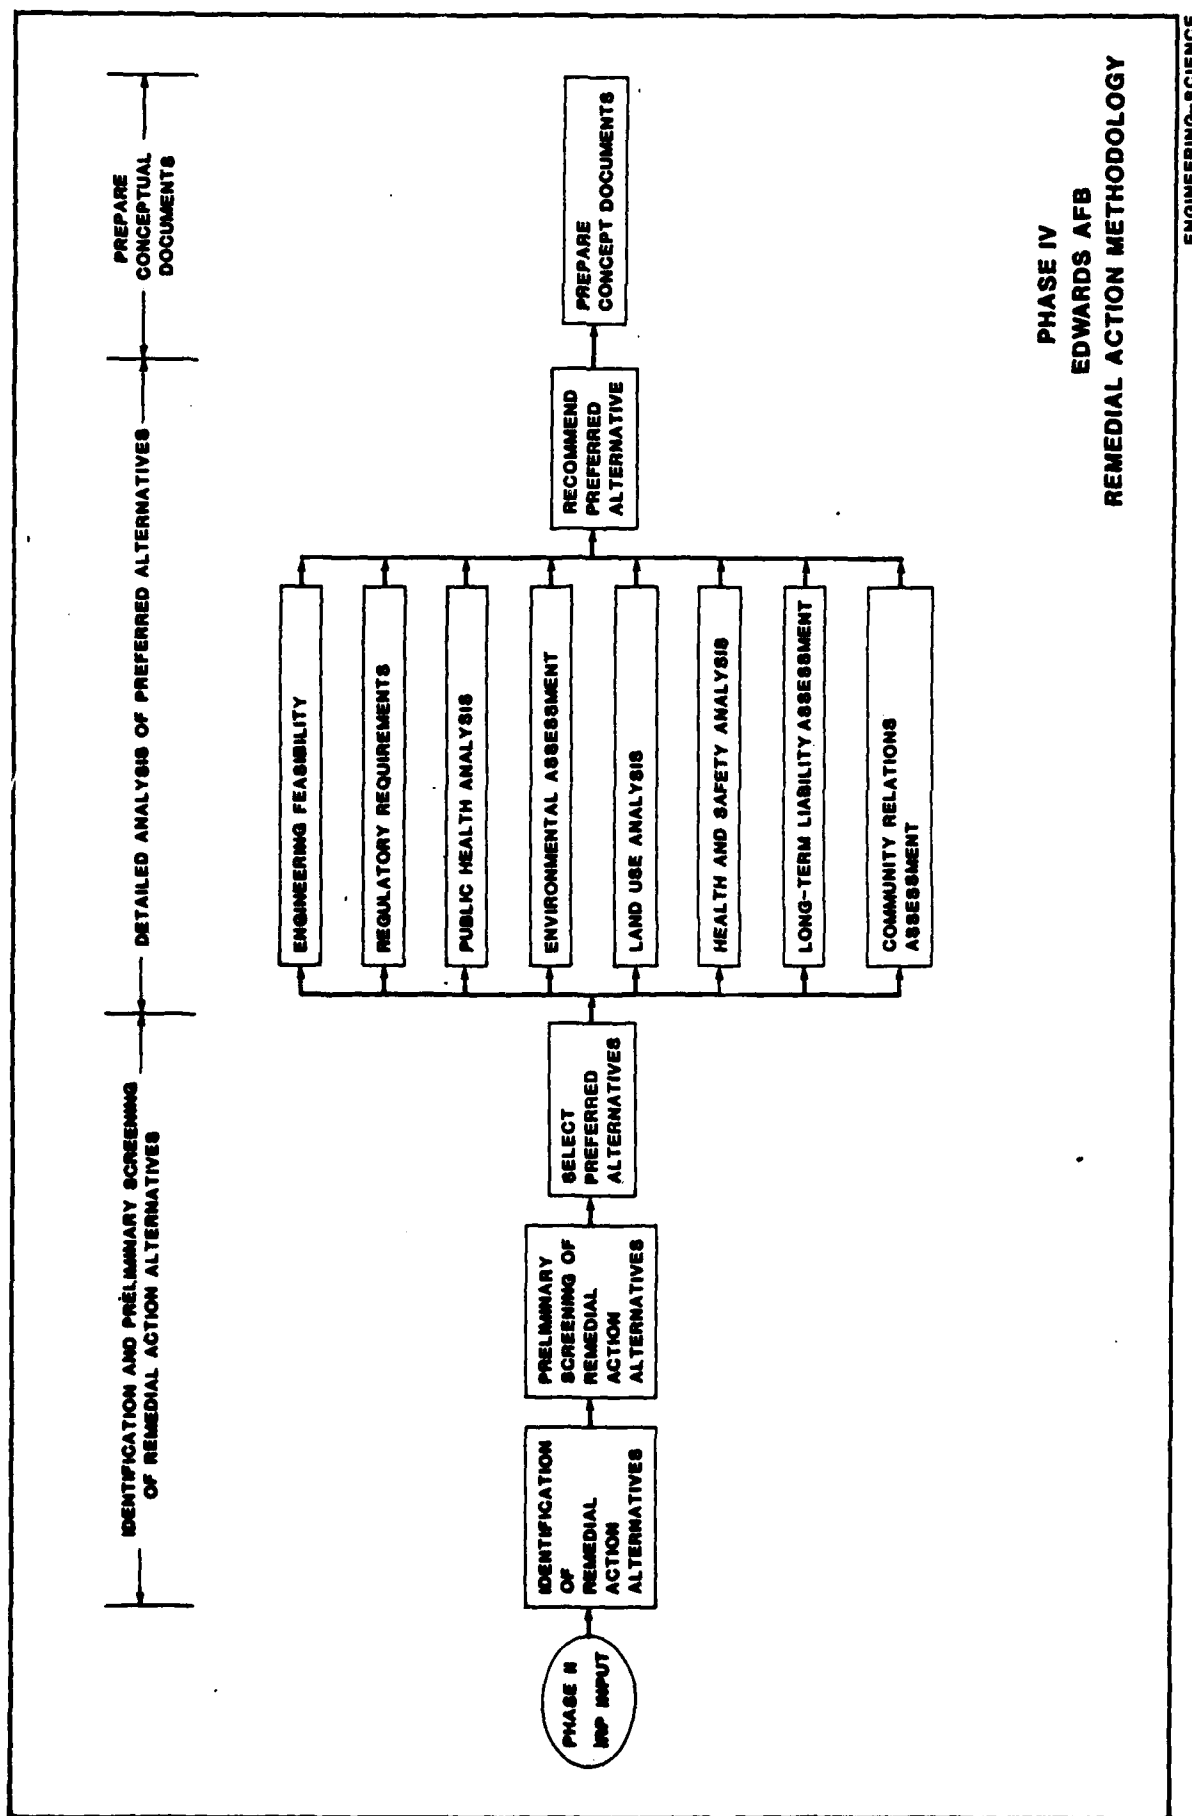 IDENTIFICATION AND PRELIMINARY SCREENING
OF REMEDIAL ACTION ALTERNATIVES
DETAILED ANALYSIS OF PREFERRED ALTERNATIVES
PREPARE
CONCEPTUAL
DOCUMENTS
PHASE II
IRP INPUT
IDENTIFICATION
OF
REMEDIAL
ACTION
ALTERNATIVES
PRELIMINARY
SCREENING OF
REMEDIAL
ACTION
ALTERNATIVES
SELECT
PREFERRED
ALTERNATIVES
ENGINEERING FEASIBILITY
REGULATORY REQUIREMENTS
PUBLIC HEALTH ANALYSIS
ENVIRONMENTAL ASSESSMENT
LAND USE ANALYSIS
HEALTH AND SAFETY ANALYSIS
LONG-TERM LIABILITY ASSESSMENT
COMMUNITY RELATIONS
ASSESSMENT
RECOMMEND
PREFERRED
ALTERNATIVE
PREPARE
CONCEPT DOCUMENTS
PHASE IV
EDWARDS AFB
REMEDIAL ACTION METHODOLOGY
ENGINEERING-SCIENCE